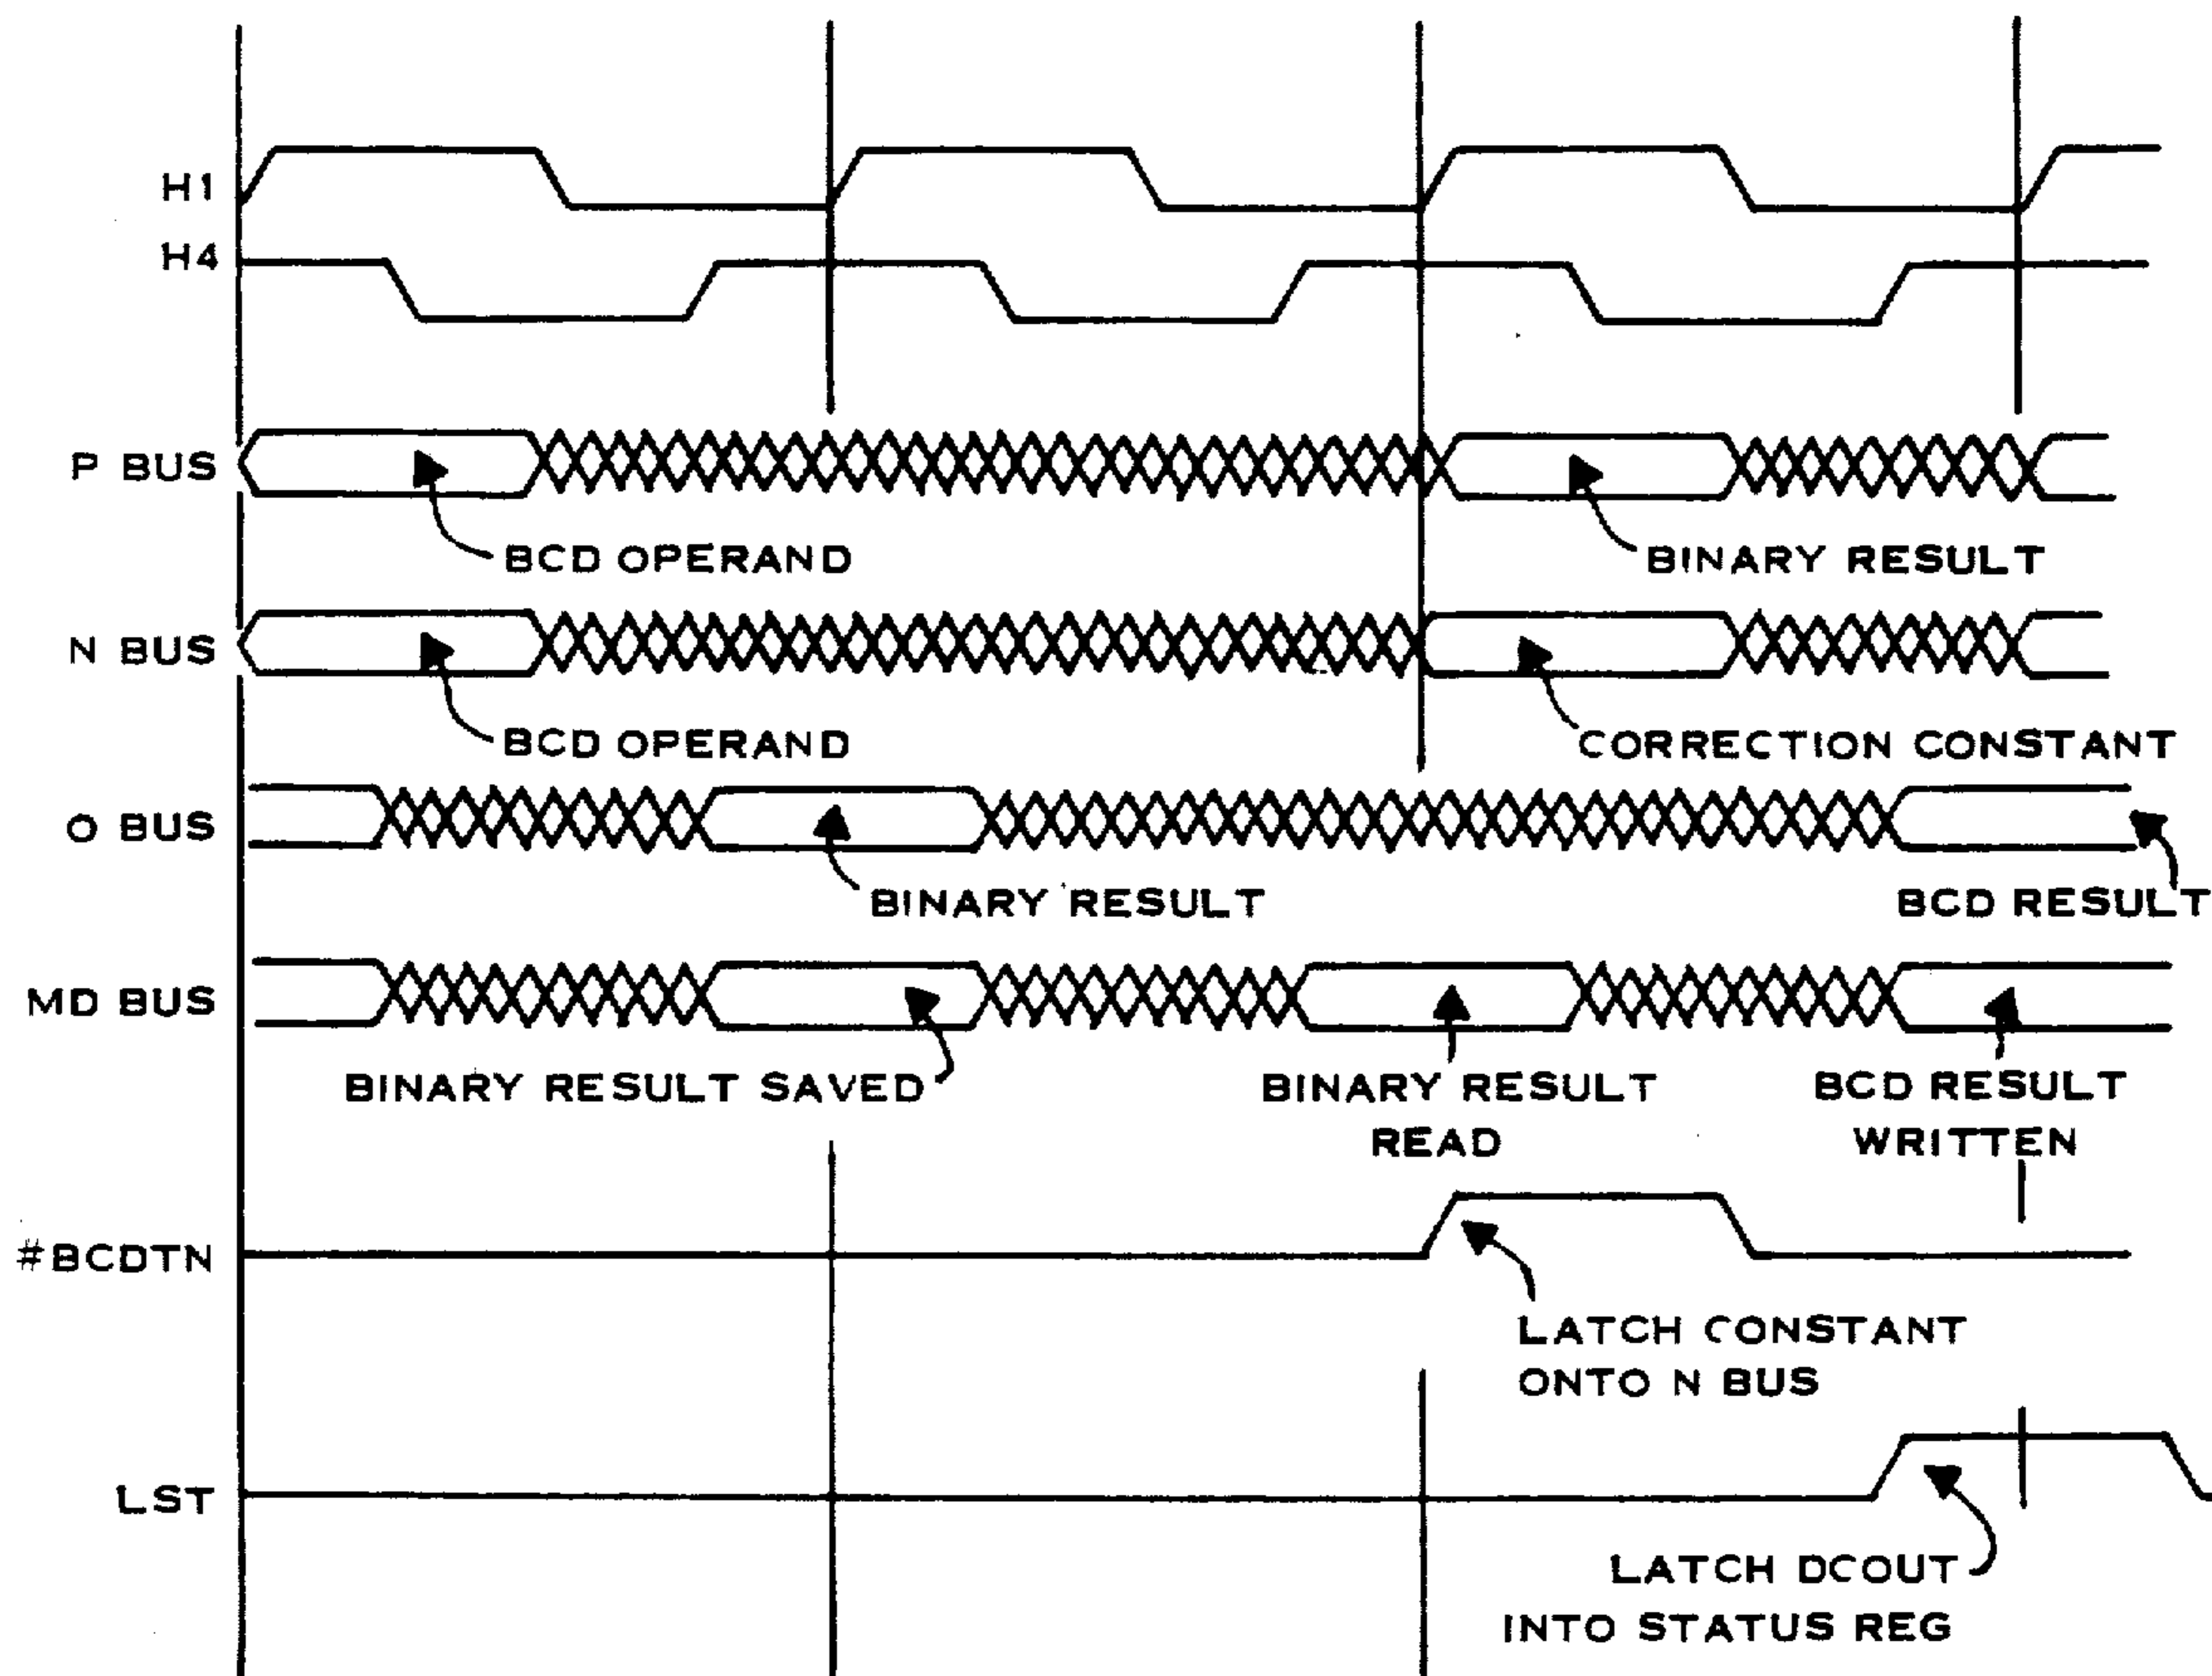 H1
H4
P BUS
BCD OPERAND
BINARY RESULT
N BUS
BCD OPERAND
CORRECTION CONSTANT
O BUS
BINARY RESULT
BCD RESULT
MD BUS
BINARY RESULT SAVED
BINARY RESULT
READ
BCD RESULT
WRITTEN
#BCDTN
LATCH CONSTANT
ONTO N BUS
LST
LATCH DCOUT
INTO STATUS REG